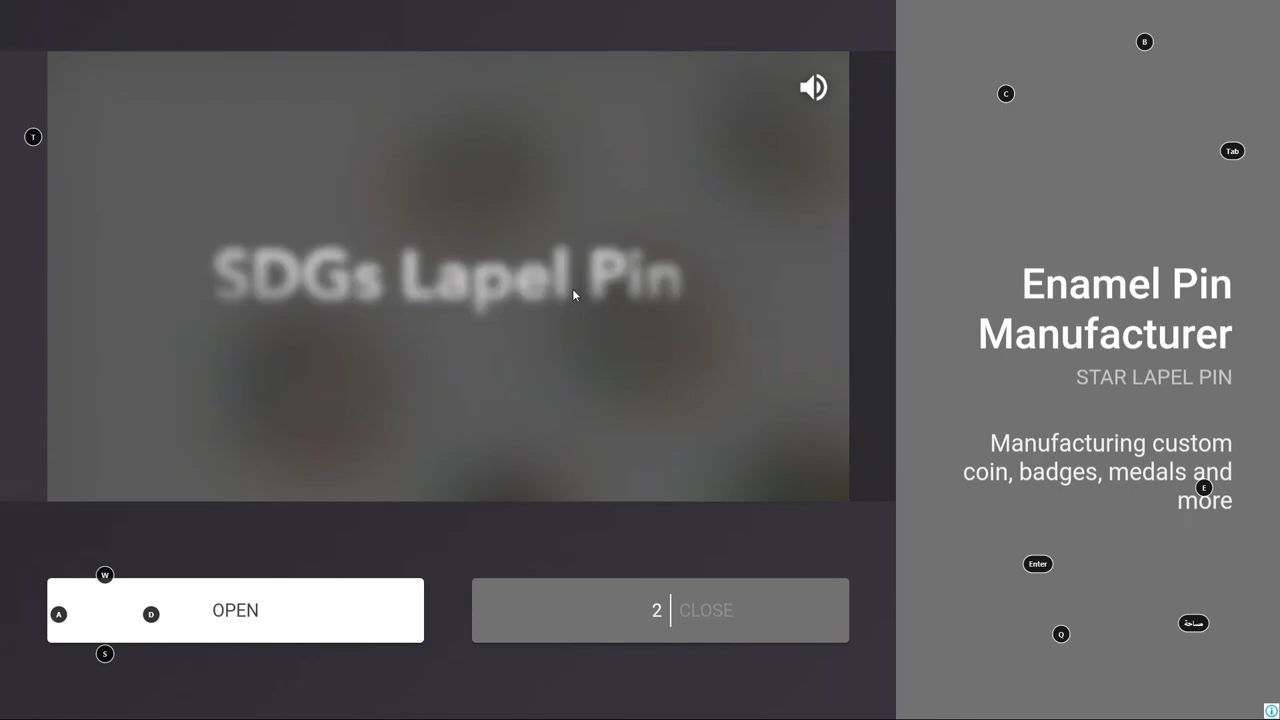 B
C
T
Tab
SDGs Lapel Pin
Enamel Pin
Manufacturer
STAR LAPEL PIN
Manufacturing custom
coin, badges, medals and
more
E
Enter
W
A
D
OPEN
2
CLOSE
مساحة
Q
S